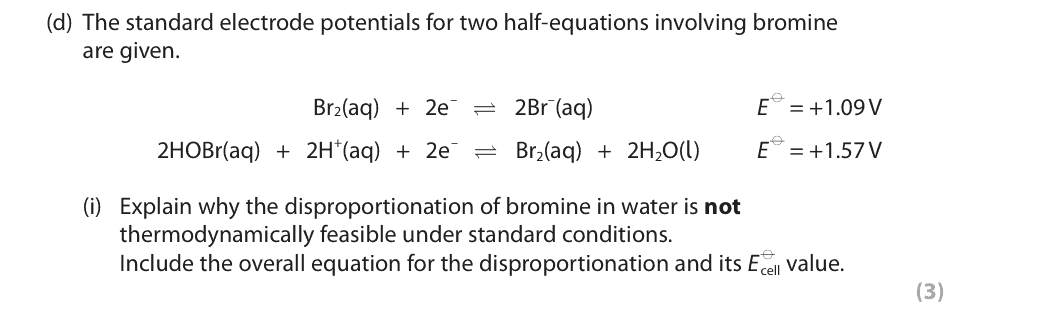 (d) The standard electrode potentials for two half-equations involving bromine
are given.
Br₂(aq) + 2e⁻ ⇌ 2Br⁻(aq) E⦵ = +1.09 V
2HOBr(aq) + 2H⁺(aq) + 2e⁻ ⇌ Br₂(aq) + 2H₂O(l) E⦵ = +1.57 V
(i) Explain why the disproportionation of bromine in water is not
thermodynamically feasible under standard conditions.
Include the overall equation for the disproportionation and its E⦵cell value.
(3)